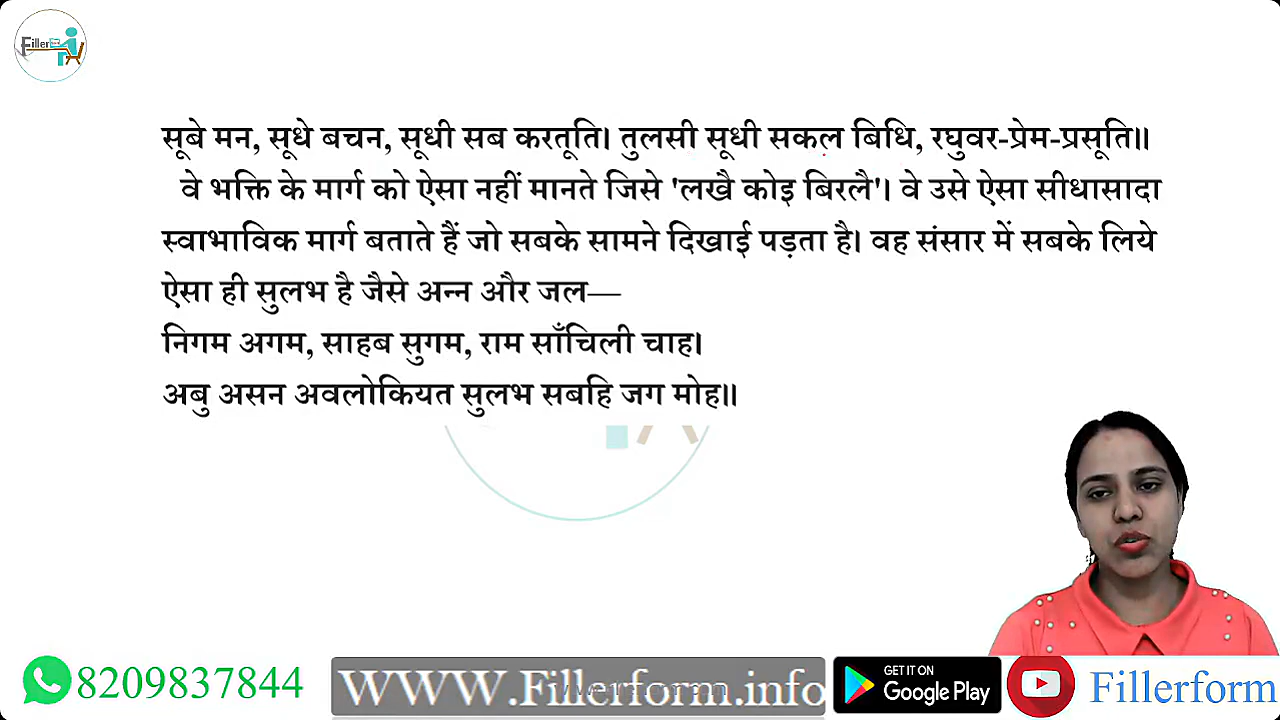 Filler
सूबे मन, सूधे बचन, सूधी सब करतूति। तुलसी सूधी सकल बिधि, रघुवर-प्रेम-प्रसूति॥
वे भक्ति के मार्ग को ऐसा नहीं मानते जिसे 'लखै कोइ बिरलै'। वे उसे ऐसा सीधासादा
स्वाभाविक मार्ग बताते हैं जो सबके सामने दिखाई पड़ता है। वह संसार में सबके लिये
ऐसा ही सुलभ है जैसे अन्न और जल—
निगम अगम, साहब सुगम, राम साँचिली चाह।
अबु असन अवलोकियत सुलभ सबहि जग मोह॥
8209837844
WWW.Fillerform.info
GET IT ON
Google Play
Fillerform